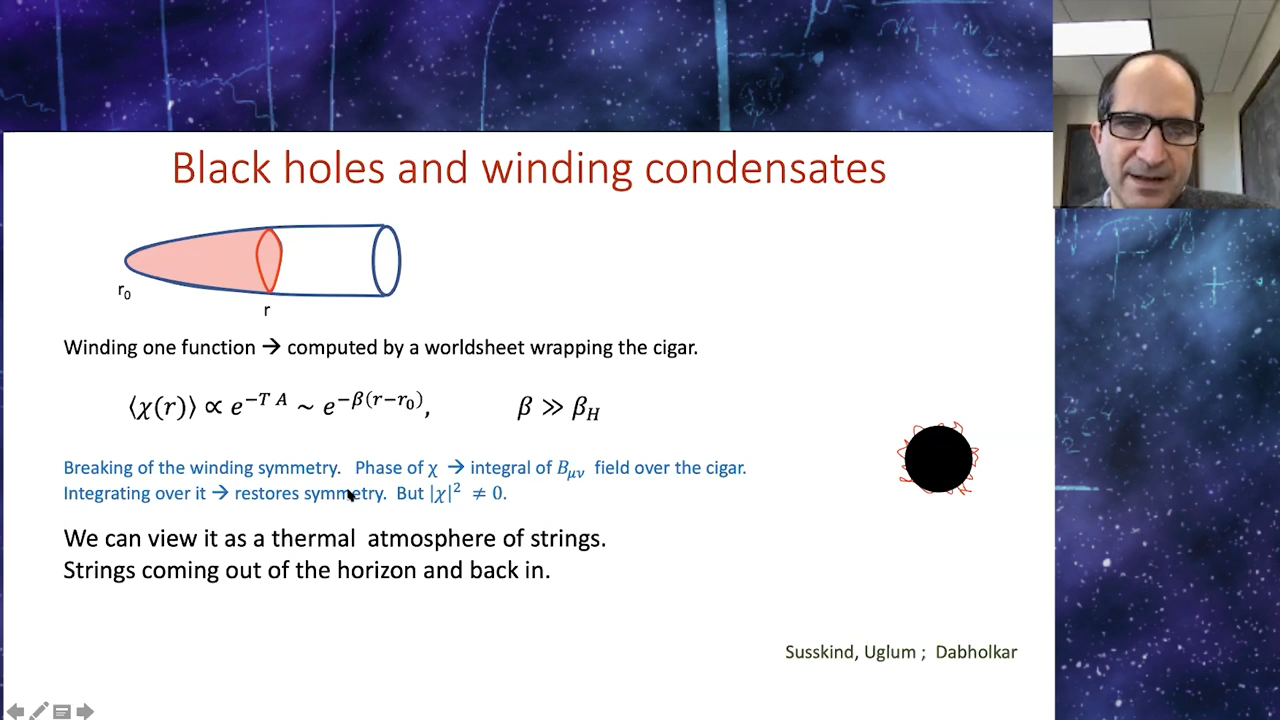 Black holes and winding condensates
r₀
r
Winding one function → computed by a worksheet wrapping the cigar.
⟨χ(r)⟩ ∝ e^{−T A} ~ e^{−β(r−r₀)}, β ≫ β_H
Breaking of the winding symmetry. Phase of χ → integral of B_{μν} field over the cigar.
Integrating over it → restores symmetry. But |χ|² ≠ 0.
We can view it as a thermal atmosphere of strings.
Strings coming out of the horizon and back in.
Susskind, Uglum ; Dabholkar